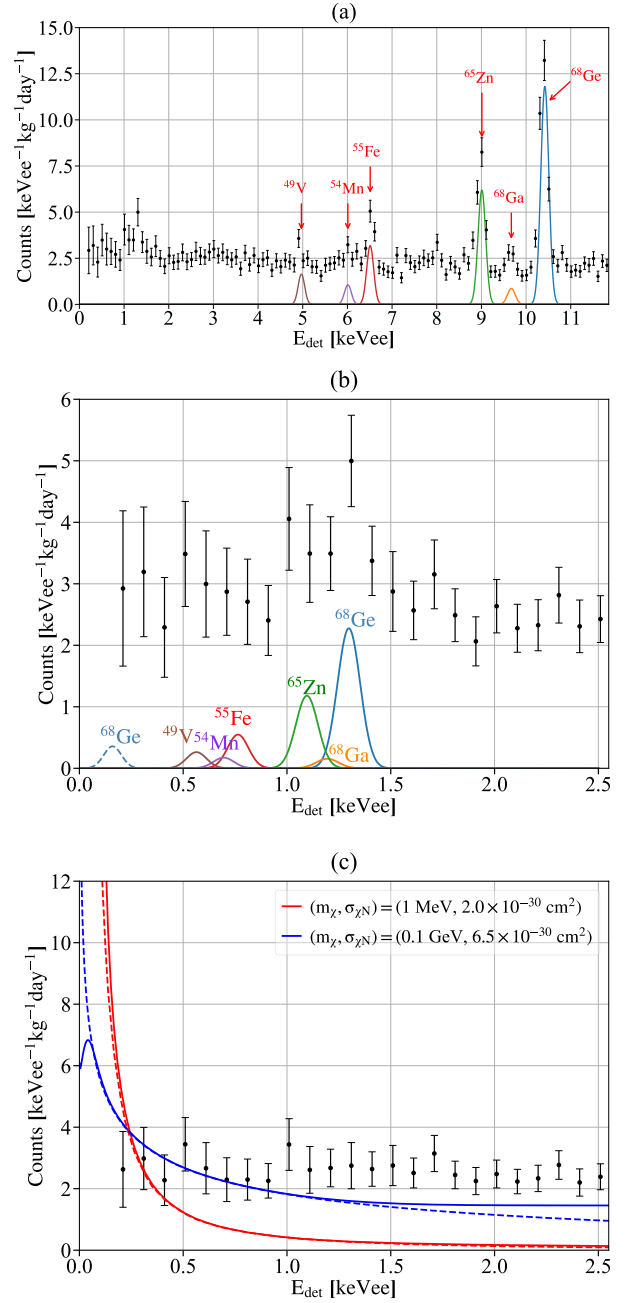 (a)
Counts [keVee⁻¹kg⁻¹day⁻¹]
15.0
12.5
10.0
7.5
5.0
2.5
0.0
⁶⁸Ge
⁶⁵Zn
⁵⁵Fe
⁴⁹V
⁵⁴Mn
⁶⁸Ga
0 1 2 3 4 5 6 7 8 9 10 11
E_det [keVee]
(b)
Counts [keVee⁻¹kg⁻¹day⁻¹]
6
5
4
3
2
1
0
⁶⁸Ge
⁶⁵Zn
⁵⁵Fe
⁶⁸Ge
⁴⁹V
⁵⁴Mn
⁶⁸Ga
0.0 0.5 1.0 1.5 2.0 2.5
E_det [keVee]
(c)
Counts [keVee⁻¹kg⁻¹day⁻¹]
12
10
8
6
4
2
0
(m_χ, σ_χN) = (1 MeV, 2.0 × 10⁻³⁰ cm²)
(m_χ, σ_χN) = (0.1 GeV, 6.5 × 10⁻³⁰ cm²)
0.0 0.5 1.0 1.5 2.0 2.5
E_det [keVee]